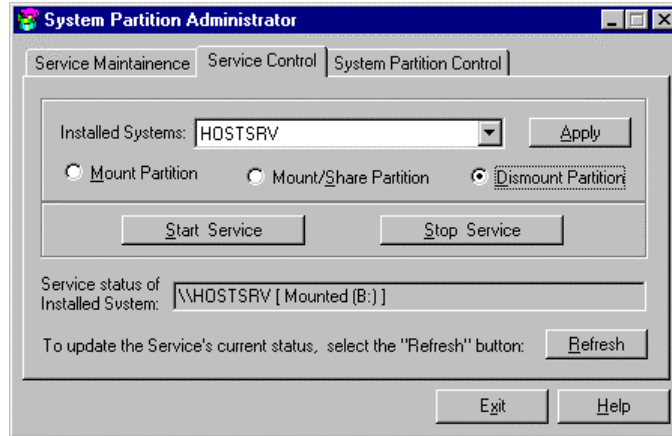 System Partition Administrator
Service Maintainence Service Control System Partition Control
Installed Systems: HOSTSRV Apply
Mount Partition Mount/Share Partition Dismount Partition
Start Service Stop Service
Service status of
Installed System: \\HOSTSRV [ Mounted (B:) ]
To update the Service's current status, select the "Refresh" button: Refresh
Exit Help